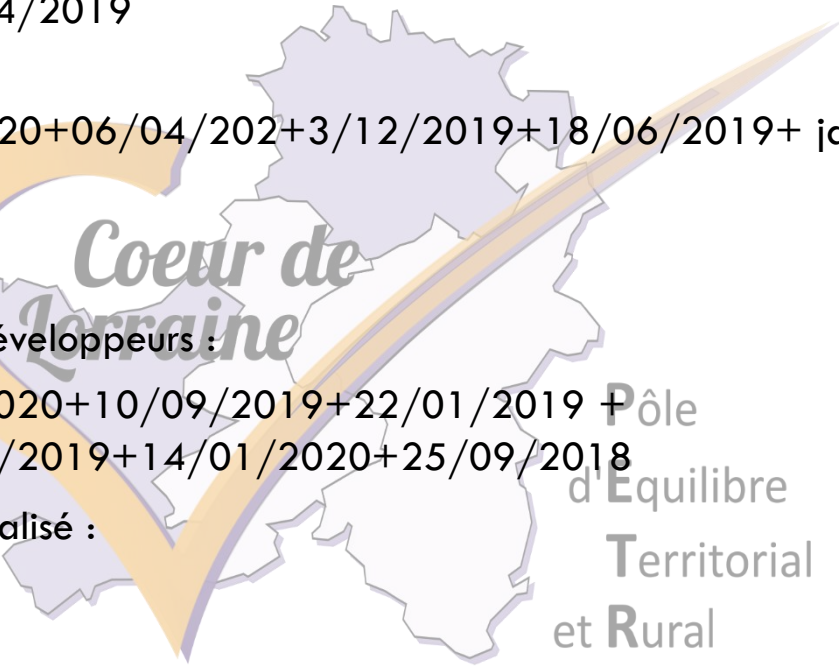 4/2019
20+06/04/202+3/12/2019+18/06/2019+ ja
Coeur de
Lorraine
éveloppeurs :
020+10/09/2019+22/01/2019 +
/2019+14/01/2020+25/09/2018
alisé :
Pôle
d'Equilibre
Territorial
et Rural